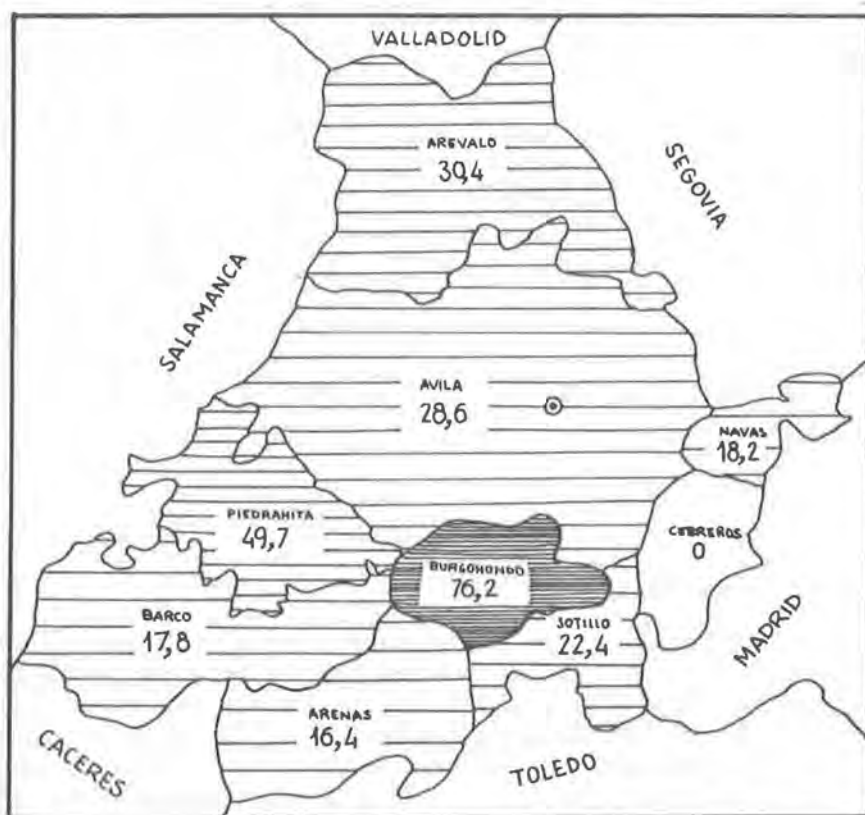 VALLADOLID
AREVALO
30,4
SEGOVIA
SALAMANCA
AVILA
28,6
NAVAS
18,2
PIEDRAHITA
49,7
CEBREROS
0
BURGOHONDO
76,2
BARCO
17,8
SOTILLO
22,4
MADRID
ARENAS
16,4
CACERES
TOLEDO